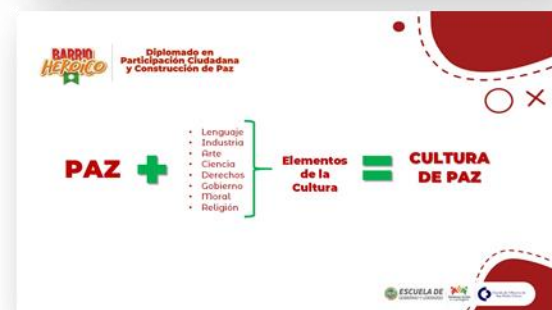 BARRIO
HEROICO
Diplomado en
Participación Ciudadana
y Construcción de Paz
PAZ
• Lenguaje
• Industria
• Arte
• Ciencia
• Derechos
• Gobierno
• Moral
• Religión
Elementos
de la
Cultura
CULTURA
DE PAZ
ESCUELA DE